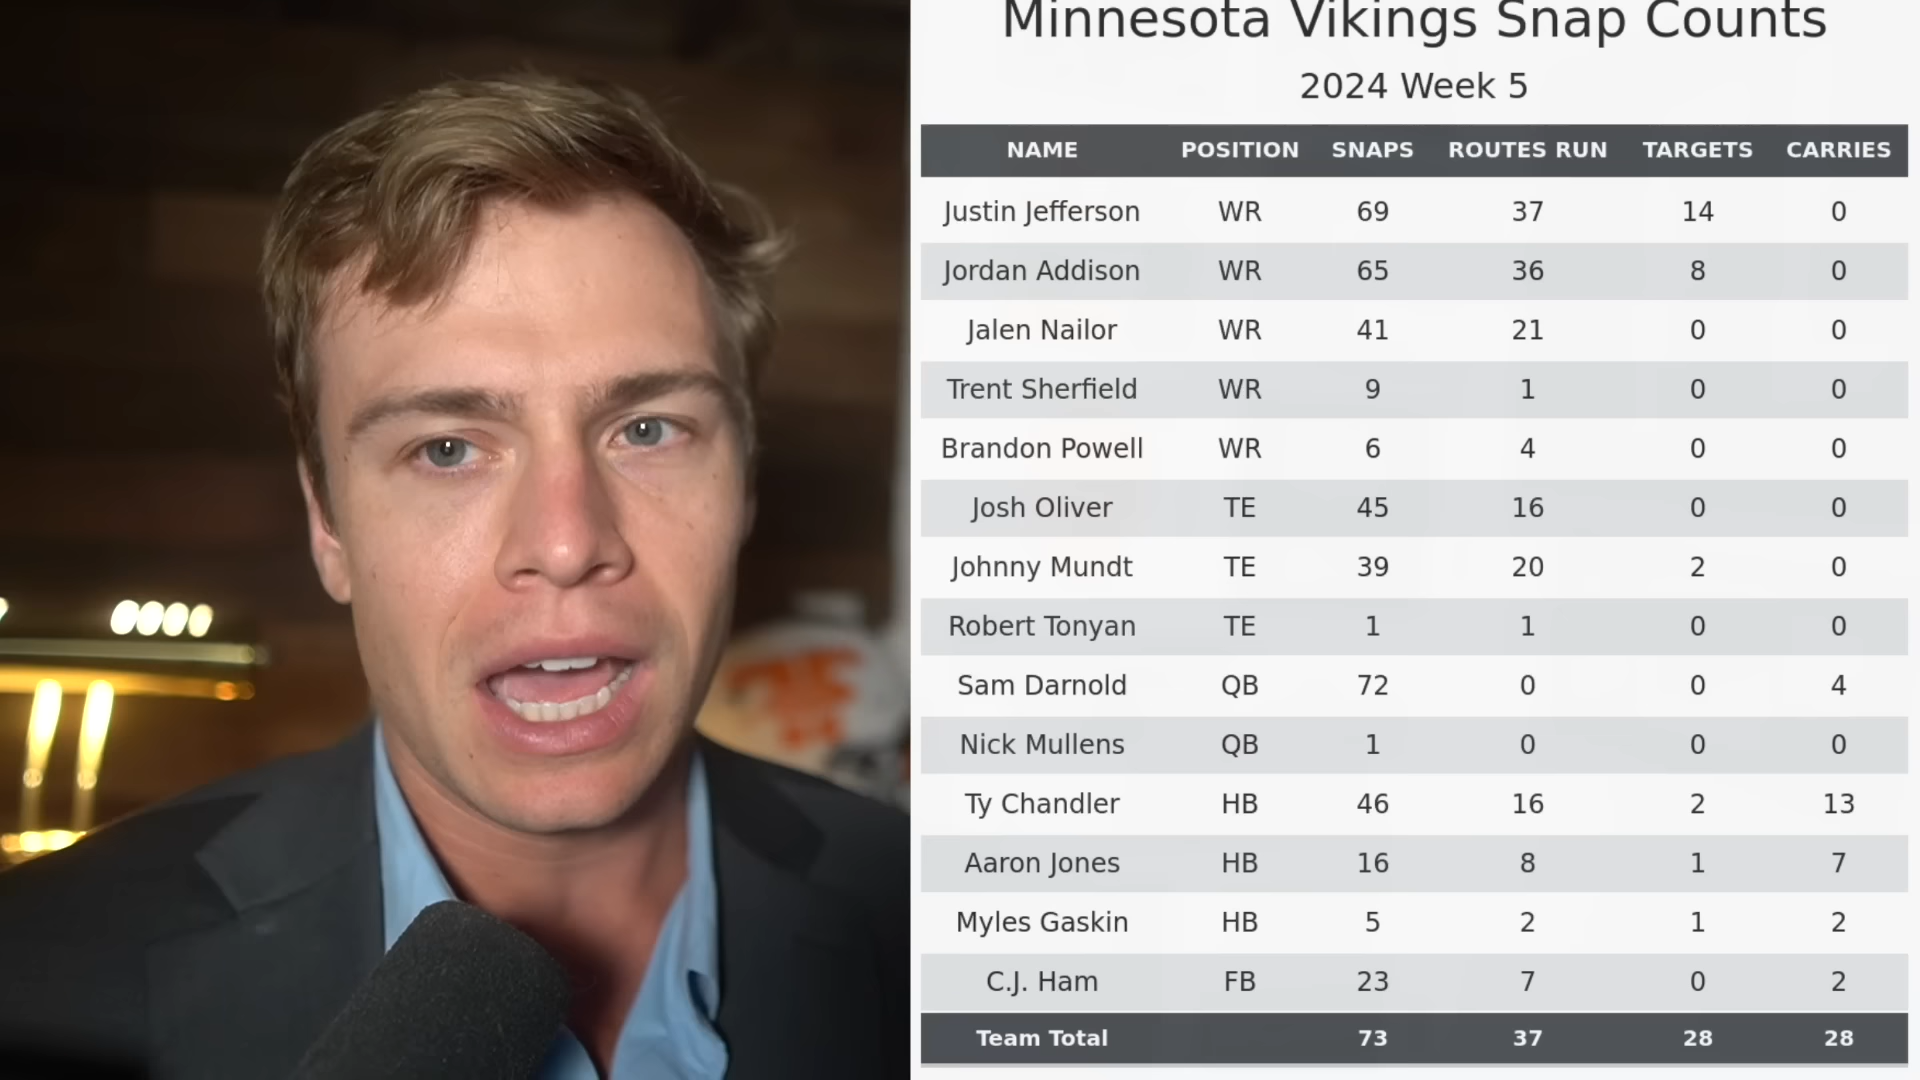 Minnesota Vikings Snap Counts
2024 Week 5
NAME POSITION SNAPS ROUTES RUN TARGETS CARRIES
Justin Jefferson WR 69 37 14 0
Jordan Addison WR 65 36 8 0
Jalen Nailor WR 41 21 0 0
Trent Sherfield WR 9 1 0 0
Brandon Powell WR 6 4 0 0
Josh Oliver TE 45 16 0 0
Johnny Mundt TE 39 20 2 0
Robert Tonyan TE 1 1 0 0
Sam Darnold QB 72 0 0 4
Nick Mullens QB 1 0 0 0
Ty Chandler HB 46 16 2 13
Aaron Jones HB 16 8 1 7
Myles Gaskin HB 5 2 1 2
C.J. Ham FB 23 7 0 2
Team Total 73 37 28 28